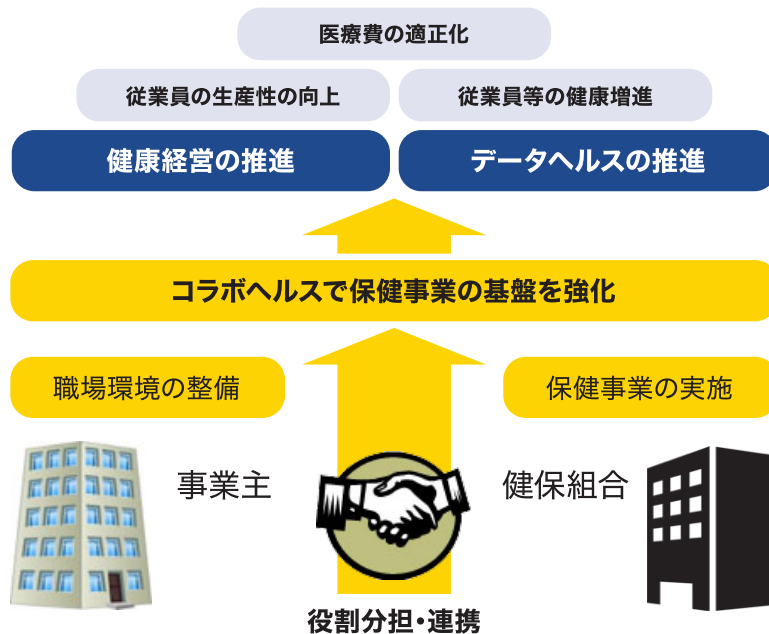 医療費の適正化
従業員の生産性の向上
従業員等の健康増進
健康経営の推進
データヘルスの推進
コラボヘルスで保健事業の基盤を強化
職場環境の整備
保健事業の実施
事業主
健保組合
役割分担・連携